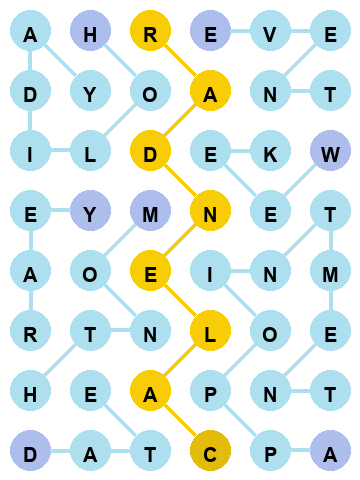 A H R E V E
D Y O A N T
I L D E K W
E Y M N E T
A O E I N M
R T N L O E
H E A P N T
D A T C P A